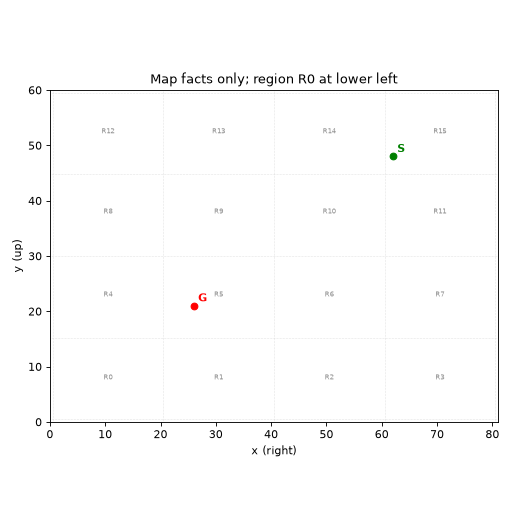 Map facts only; region R0 at lower left
60
R12 R13 R14 R15
S
50
40
R8 R9 R10 R11
y (up)
30
R4 G R5 R6 R7
20
10
R0 R1 R2 R3
0
0 10 20 30 40 50 60 70 80
x (right)